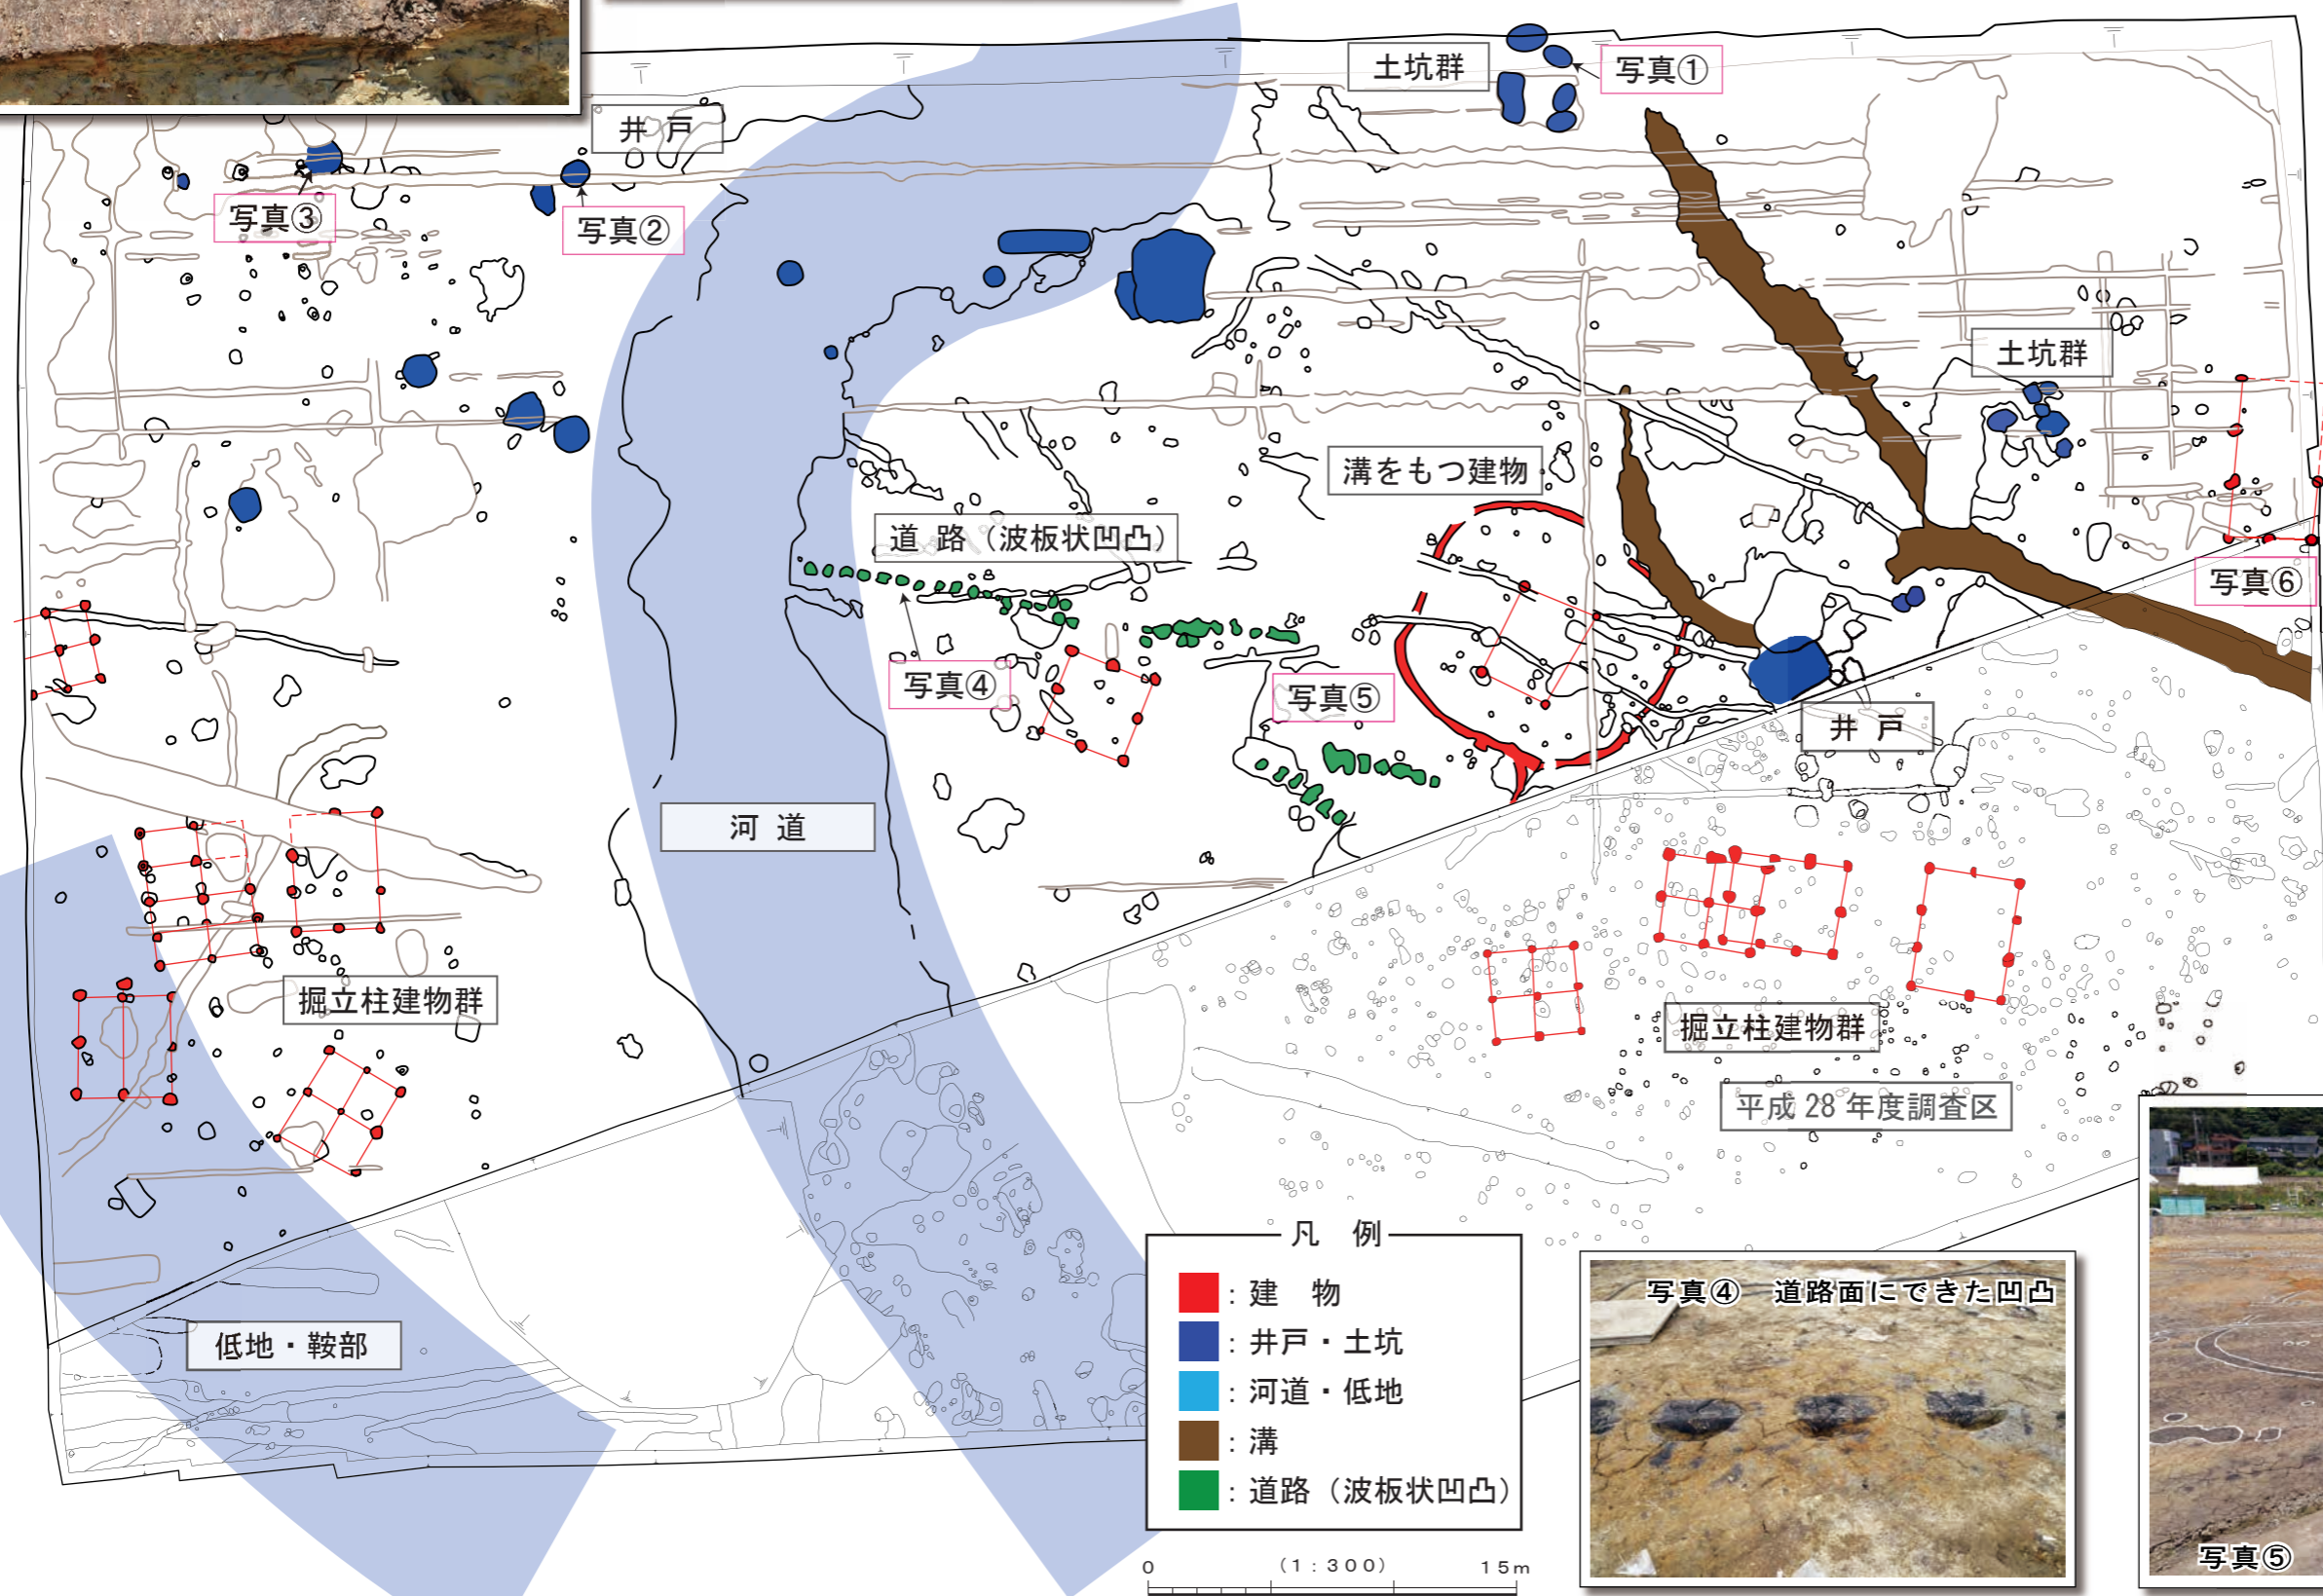 土坑群
写真①
井 戸
写真③
写真②
土坑群
溝をもつ建物
道 路（波板状凹凸）
写真⑥
写真④
写真⑤
井 戸
河 道
掘立柱建物群
掘立柱建物群
平成 28 年度調査区
低地・鞍部
凡 例
：建 物
：井戸・土坑
：河道・低地
：溝
：道路（波板状凹凸）
0 （1：300） 15m
写真④ 道路面にできた凹凸
写真⑤